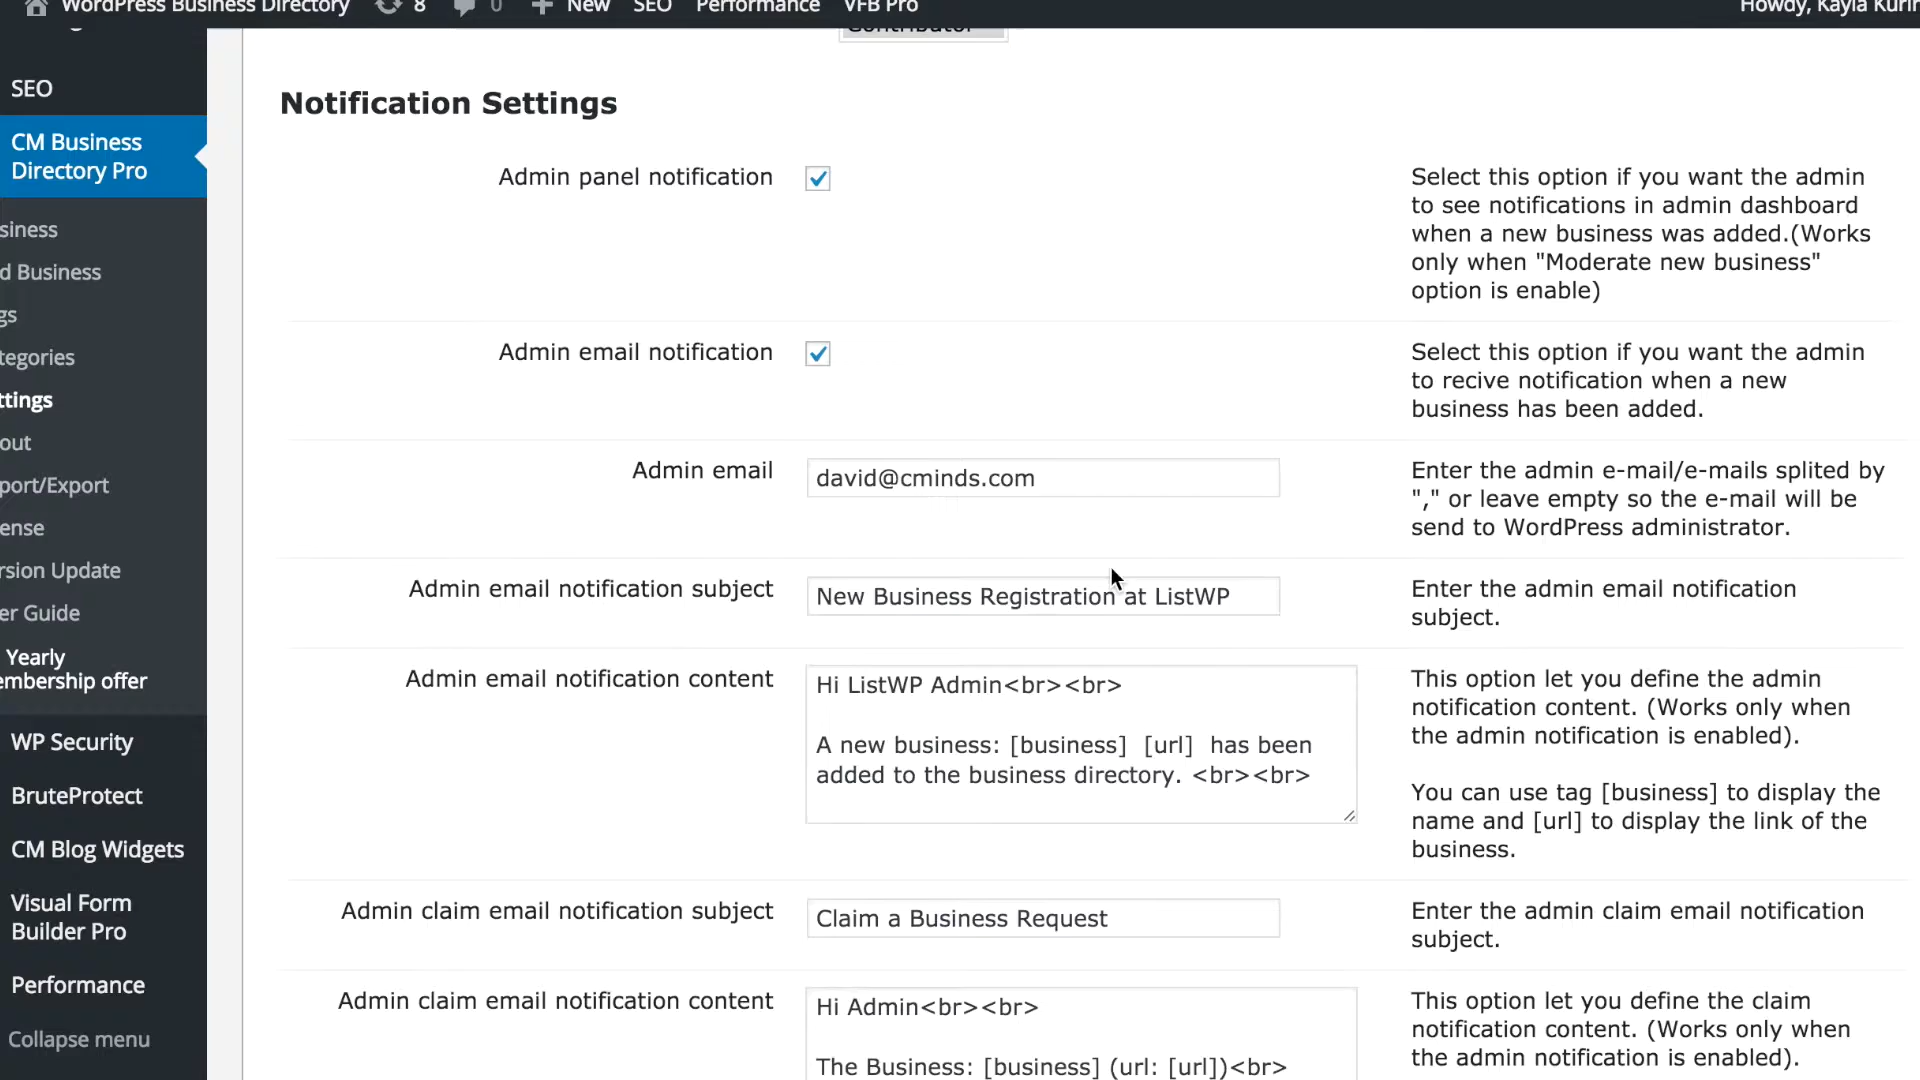 WordPress Business Directory 8 0 New SEO Performance VFB Pro Howdy, Kayla
Contributor
SEO
CM Business
Directory Pro
siness
d Business
gs
tegories
ttings
out
port/Export
ense
rsion Update
er Guide
Yearly
embership offer
WP Security
BruteProtect
CM Blog Widgets
Visual Form
Builder Pro
Performance
Collapse menu
Notification Settings
Admin panel notification
Select this option if you want the admin
to see notifications in admin dashboard
when a new business was added.(Works
only when "Moderate new business"
option is enable)
Admin email notification
Select this option if you want the admin
to recive notification when a new
business has been added.
Admin email
david@cminds.com
Enter the admin e-mail/e-mails splited by
"," or leave empty so the e-mail will be
send to WordPress administrator.
Admin email notification subject
New Business Registration at ListWP
Enter the admin email notification
subject.
Admin email notification content
Hi ListWP Admin<br><br>
A new business: [business] [url] has been
added to the business directory. <br><br>
This option let you define the admin
notification content. (Works only when
the admin notification is enabled).
You can use tag [business] to display the
name and [url] to display the link of the
business.
Admin claim email notification subject
Claim a Business Request
Enter the admin claim email notification
subject.
Admin claim email notification content
Hi Admin<br><br>
The Business: [business] (url: [url])<br>
This option let you define the claim
notification content. (Works only when
the admin notification is enabled).